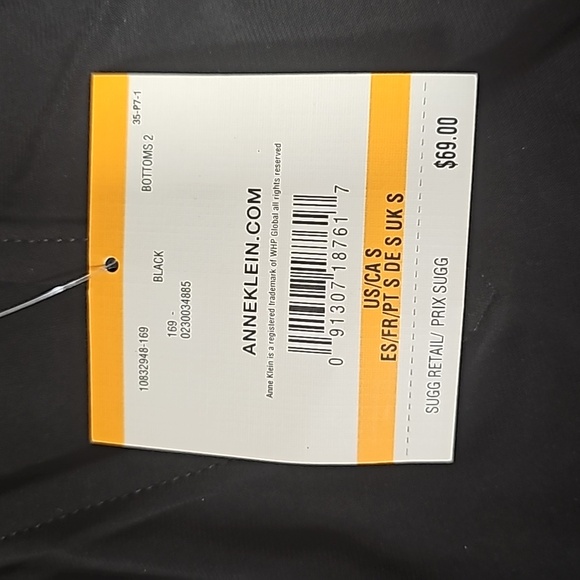 35-P7-1
10832948-169 BOTTOMS 2
BLACK
169 -
0230034885
ANNEKLEIN.COM
Anne Klein is a registered trademark of WHP Global all rights reserved
0 91307 18761 7
US/CA S
ES/FR/PT S DE S UK S
SUGG RETAIL/ PRIX SUGG $69.00